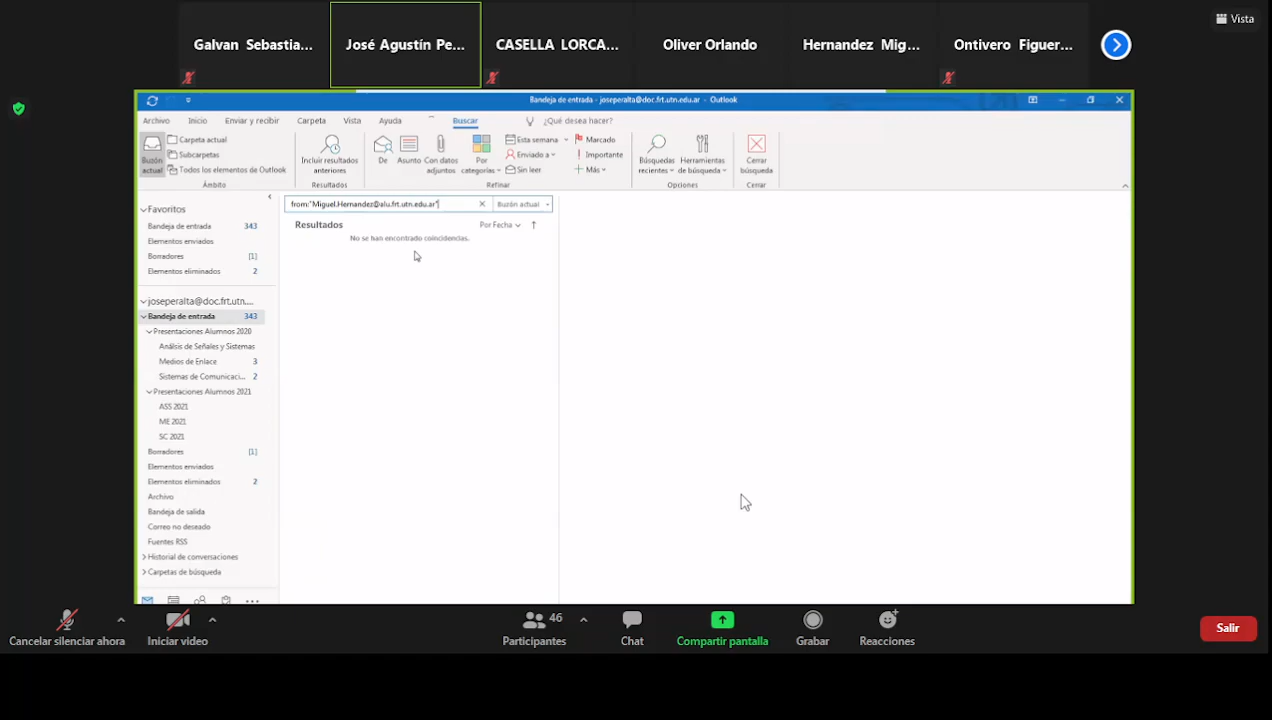 Vista
Galvan Sebastia...
José Agustín Pe...
CASELLA LORCA...
Oliver Orlando
Hernandez Mig...
Ontivero Figuer...
Bandeja de entrada - joseperalta@doc.frt.utn.edu.ar - Outlook
Archivo
Inicio
Enviar y recibir
Carpeta
Vista
Ayuda
Buscar
¿Qué desea hacer?
Buzón actual
Carpeta actual
Subcarpetas
Todos los elementos de Outlook
Ámbito
Incluir resultados anteriores
Resultados
De
Asunto
Con datos adjuntos
Por categorías
Esta semana
Enviado a
Sin leer
Marcado
Importante
Más
Refinar
Búsquedas recientes
Herramientas de búsqueda
Opciones
Cerrar búsqueda
Cerrar
from:"Miguel.Hernandez@alu.frt.utn.edu.ar"
Buzón actual
Resultados
Por Fecha
No se han encontrado coincidencias.
Favoritos
Bandeja de entrada 343
Elementos enviados
Borradores [1]
Elementos eliminados 2
joseperalta@doc.frt.utn....
Bandeja de entrada 343
Presentaciones Alumnos 2020
Análsis de Señales y Sistemas
Medios de Enlace 3
Sistemas de Comunicaci... 2
Presentaciones Alumnos 2021
ASS 2021
ME 2021
SC 2021
Borradores [1]
Elementos enviados
Elementos eliminados 2
Archivo
Bandeja de salida
Correo no deseado
Fuentes RSS
Historial de conversaciones
Carpetas de búsqueda
Cancelar silenciar ahora
Iniciar video
46
Participantes
Chat
Compartir pantalla
Grabar
Reacciones
Salir